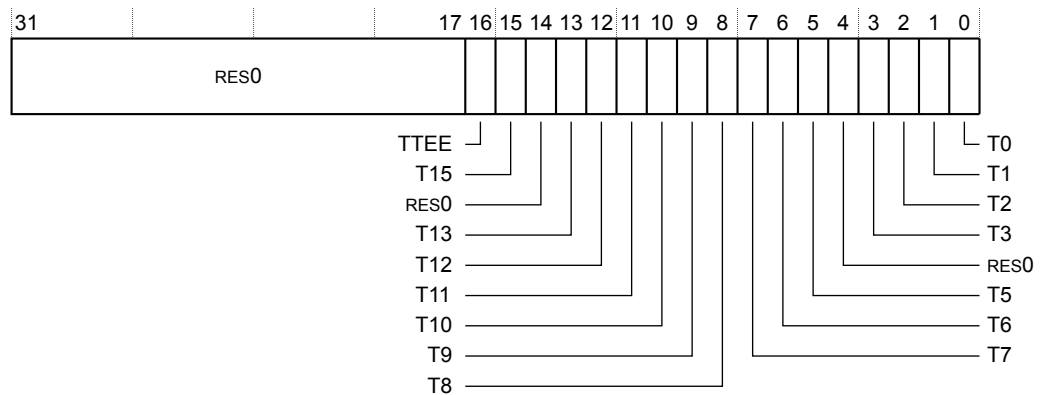 31 17 16 15 14 13 12 11 10 9 8 7 6 5 4 3 2 1 0
RES0
TTEE T0
T15 T1
RES0 T2
T13 T3
T12 RES0
T11 T5
T10 T6
T9 T7
T8